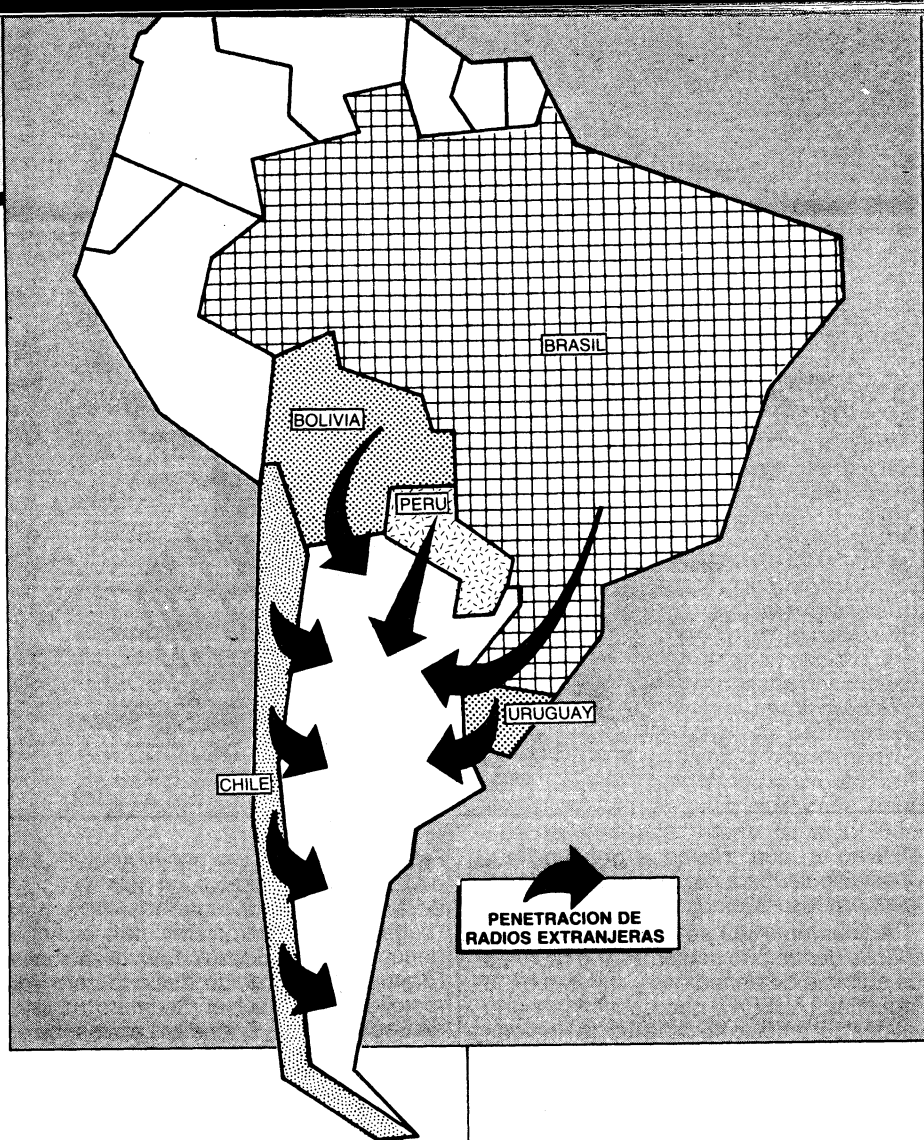 BRASIL
BOLIVIA
PERU
URUGUAY
CHILE
PENETRACION DE
RADIOS EXTRANJERAS